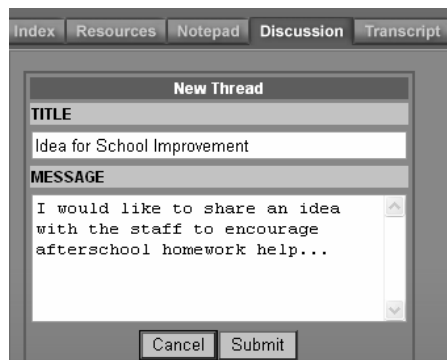 Index Resources Notepad Discussion Transcript
New Thread
TITLE
Idea for School Improvement
MESSAGE
I would like to share an idea
with the staff to encourage
afterschool homework help...
Cancel Submit